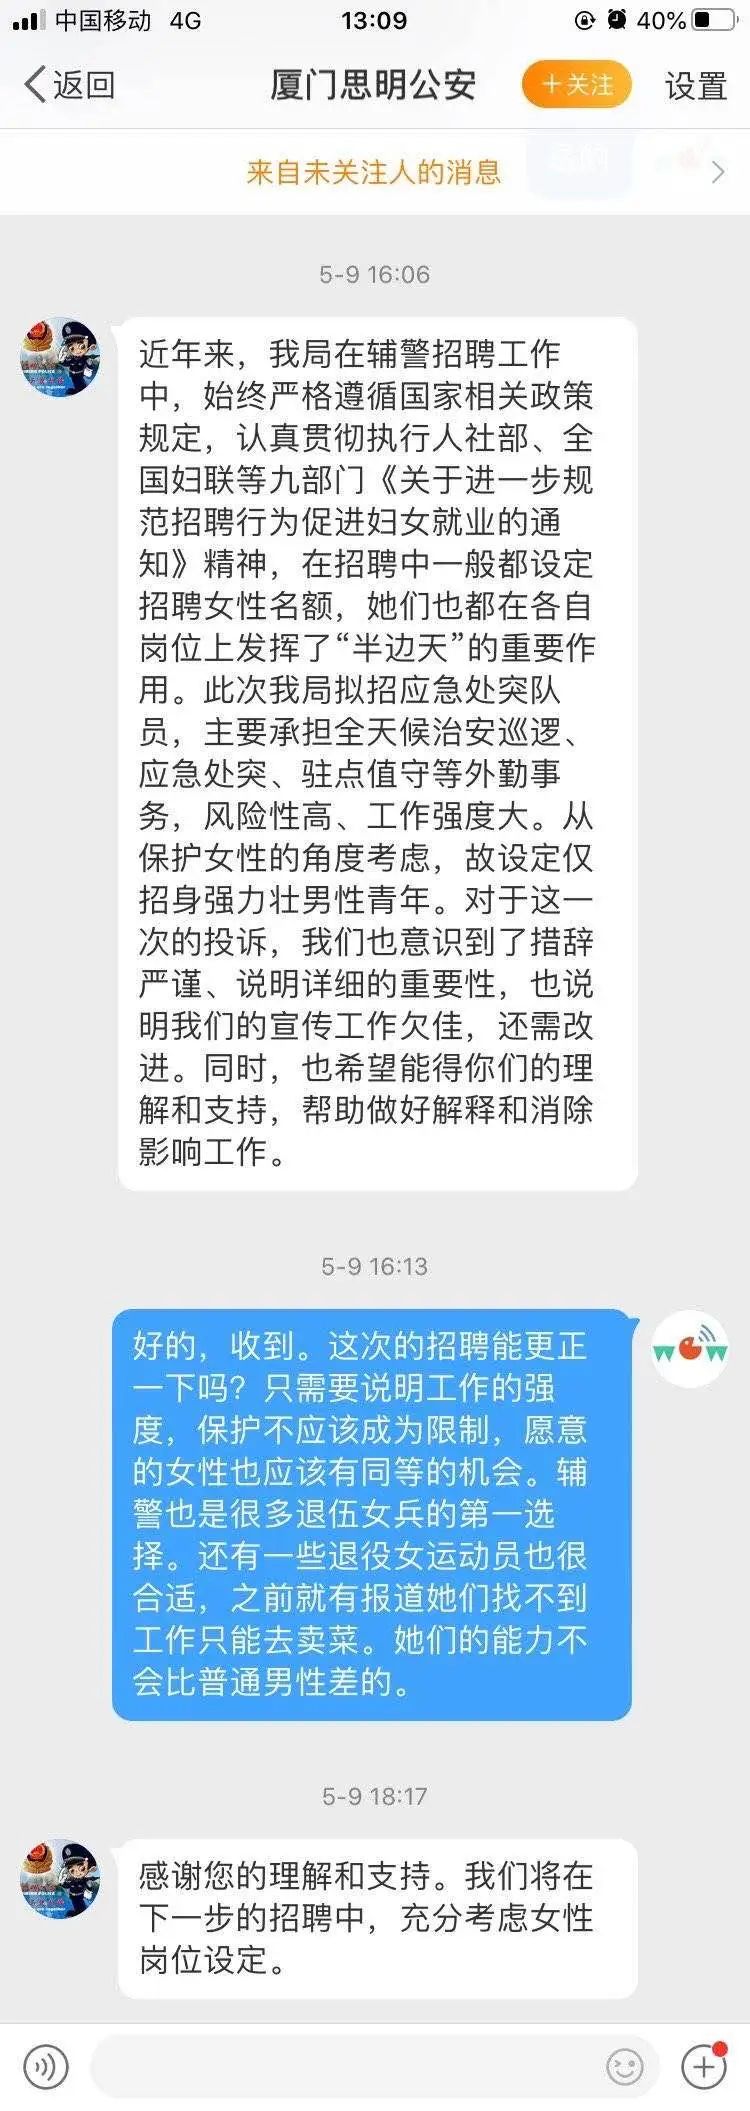 中国移动 4G 13:09 40%
返回 厦门思明公安 +关注 设置
来自未关注人的消息
5-9 16:06
近年来，我局在辅警招聘工作
中，始终严格遵循国家相关政策
规定，认真贯彻执行人社部、全
国妇联等九部门《关于进一步规
范招聘行为促进妇女就业的通
知》精神，在招聘中一般都设定
招聘女性名额，她们也都在各自
岗位上发挥了“半边天”的重要作
用。此次我局拟招应急处突队
员，主要承担全天候治安巡逻、
应急处突、驻点值守等外勤事
务，风险性高、工作强度大。从
保护女性的角度考虑，故设定仅
招身强力壮男性青年。对于这一
次的投诉，我们也意识到了措辞
严谨、说明详细的重要性，也说
明我们的宣传工作欠佳，还需改
进。同时，也希望能得你们的理
解和支持，帮助做好解释和消除
影响工作。
5-9 16:13
好的，收到。这次的招聘能更正
一下吗？只需要说明工作的强
度，保护不应该成为限制，愿意
的女性也应该有同等的机会。辅
警也是很多退伍女兵的第一选
择。还有一些退役女运动员也很
合适，之前就有报道她们找不到
工作只能去卖菜。她们的能力不
会比普通男性差的。
5-9 18:17
感谢您的理解和支持。我们将在
下一步的招聘中，充分考虑女性
岗位设定。